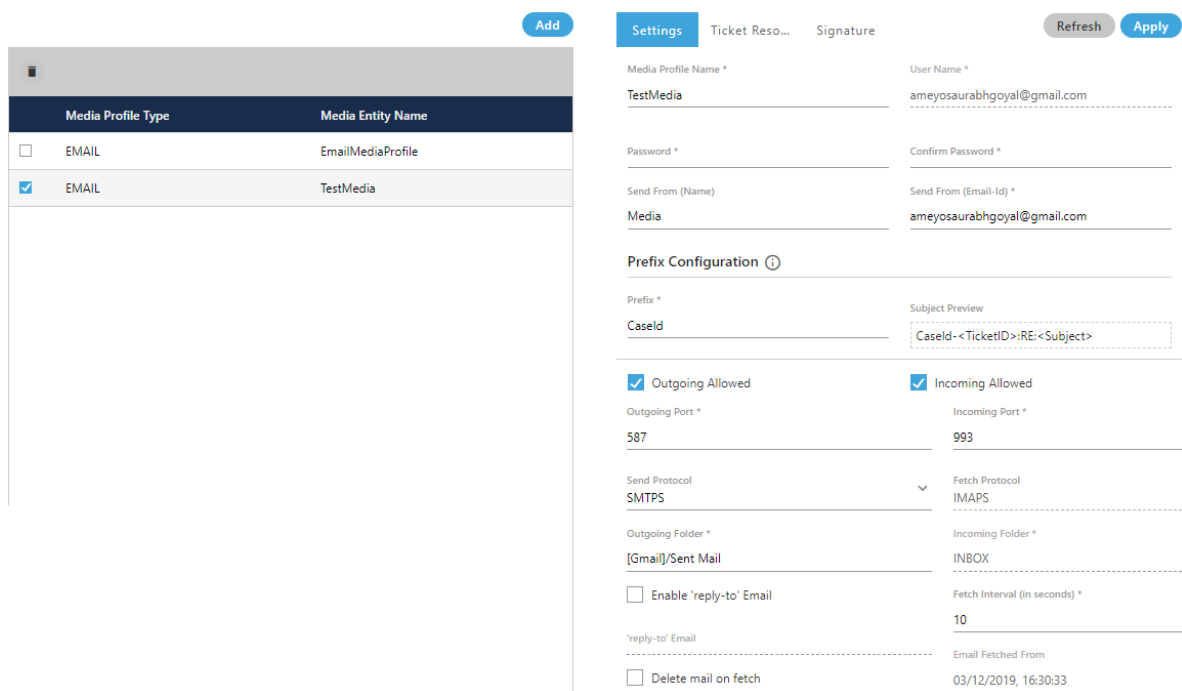 Add
Media Profile Type Media Entity Name
EMAIL EmailMediaProfile
EMAIL TestMedia
Settings Ticket Reso... Signature Refresh Apply
Media Profile Name * User Name *
TestMedia ameyosaurabhgoyal@gmail.com
Password * Confirm Password *
Send From (Name) Send From (Email-Id) *
Media ameyosaurabhgoyal@gmail.com
Prefix Configuration
Prefix * Subject Preview
CaseId CaseId-<TicketID>:RE:<Subject>
Outgoing Allowed Incoming Allowed
Outgoing Port * Incoming Port *
587 993
Send Protocol Fetch Protocol
SMTPS IMAPS
Outgoing Folder * Incoming Folder *
[Gmail]/Sent Mail INBOX
Enable 'reply-to' Email Fetch Interval (in seconds) *
10
'reply-to' Email Email Fetched From
Delete mail on fetch 03/12/2019, 16:30:33